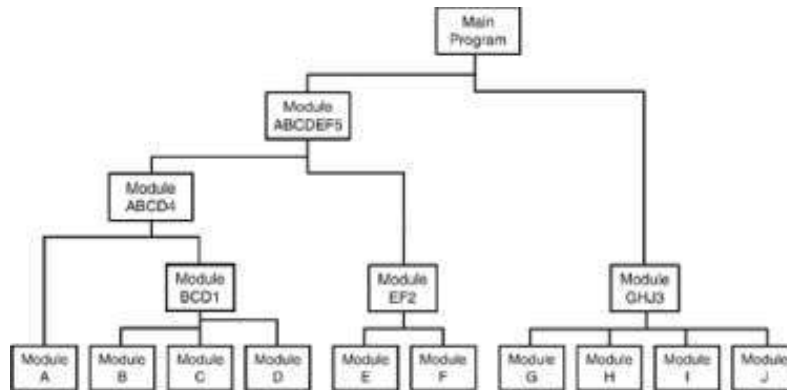 Main
Program
Module
ABCDEF5
Module
ABCD4
Module
BCD1
Module
EF2
Module
GHJ3
Module
A
Module
B
Module
C
Module
D
Module
E
Module
F
Module
G
Module
H
Module
I
Module
J